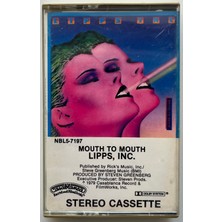 NBL5-7197
MOUTH TO MOUTH
LIPPS, INC.
Published by Rick's Music, Inc./
Steve Greenberg Music (BMI)
PRODUCED BY STEVEN GREENBERG
Executive Producer: Steven Prods.
© 1979 Casablanca Record &
FilmWorks, Inc.
STEREO CASSETTE